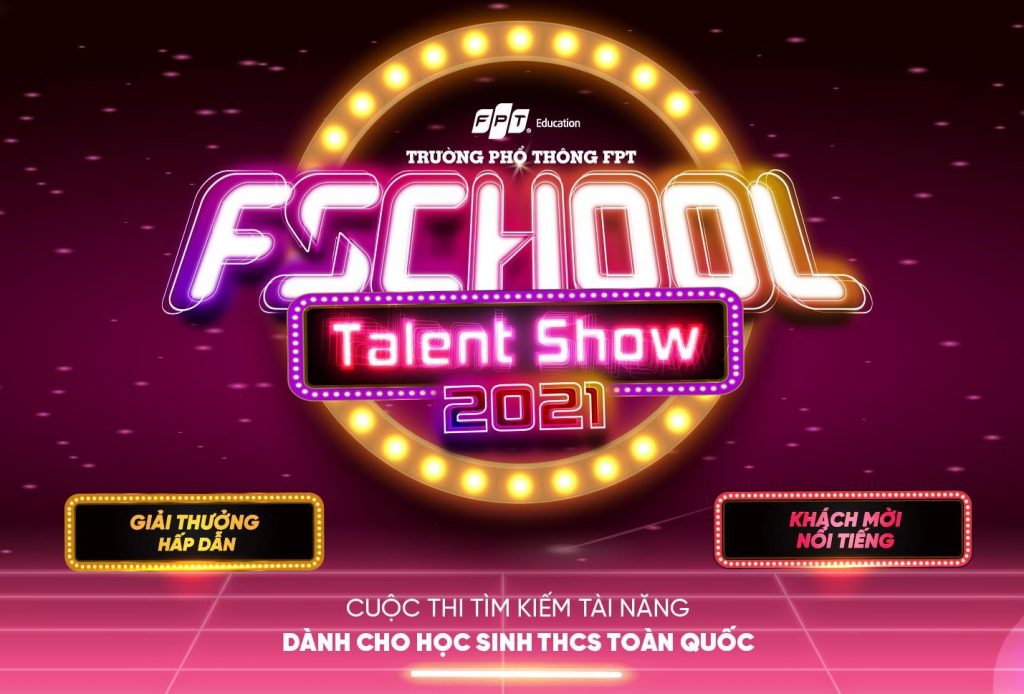 FPT Education
TRƯỜNG PHỔ THÔNG FPT
FSCHOOL
Talent Show
2021
GIẢI THƯỞNG
HẤP DẪN
KHÁCH MỜI
NỔI TIẾNG
CUỘC THI TÌM KIẾM TÀI NĂNG
DÀNH CHO HỌC SINH THCS TOÀN QUỐC